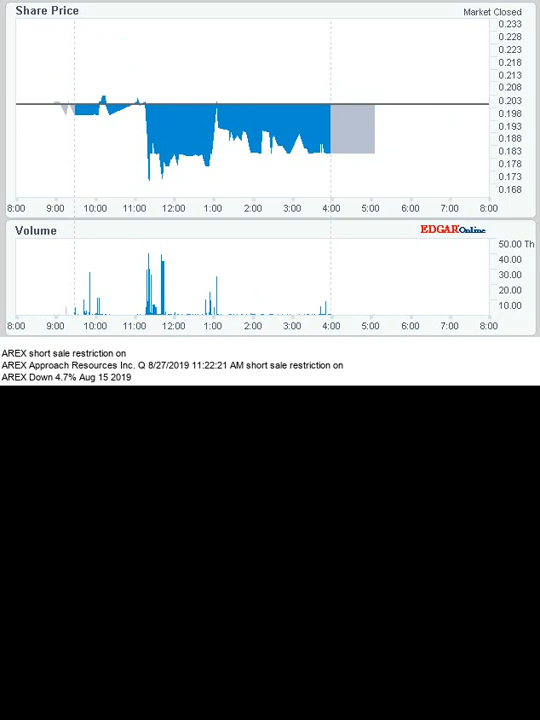 Share Price
Market Closed
0.233
0.228
0.223
0.218
0.213
0.208
0.203
0.198
0.193
0.188
0.183
0.178
0.173
0.168
8:00 9:00 10:00 11:00 12:00 1:00 2:00 3:00 4:00 5:00 6:00 7:00 8:00
Volume
EDGAR Online
50.00 Th
40.00
30.00
20.00
10.00
8:00 9:00 10:00 11:00 12:00 1:00 2:00 3:00 4:00 5:00 6:00 7:00 8:00
AREX short sale restriction on
AREX Approach Resources Inc. Q 8/27/2019 11:22:21 AM short sale restriction on
AREX Down 4.7% Aug 15 2019